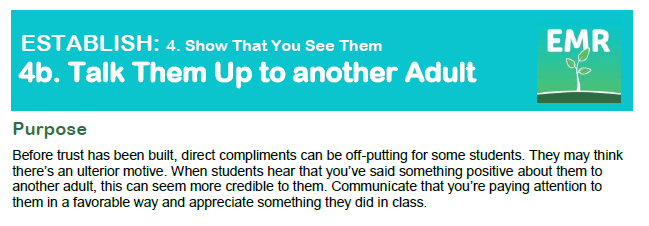 ESTABLISH: 4. Show That You See Them
4b. Talk Them Up to another Adult
EMR
Purpose
Before trust has been built, direct compliments can be off-putting for some students. They may think
there's an ulterior motive. When students hear that you've said something positive about them to
another adult, this can seem more credible to them. Communicate that you're paying attention to
them in a favorable way and appreciate something they did in class.